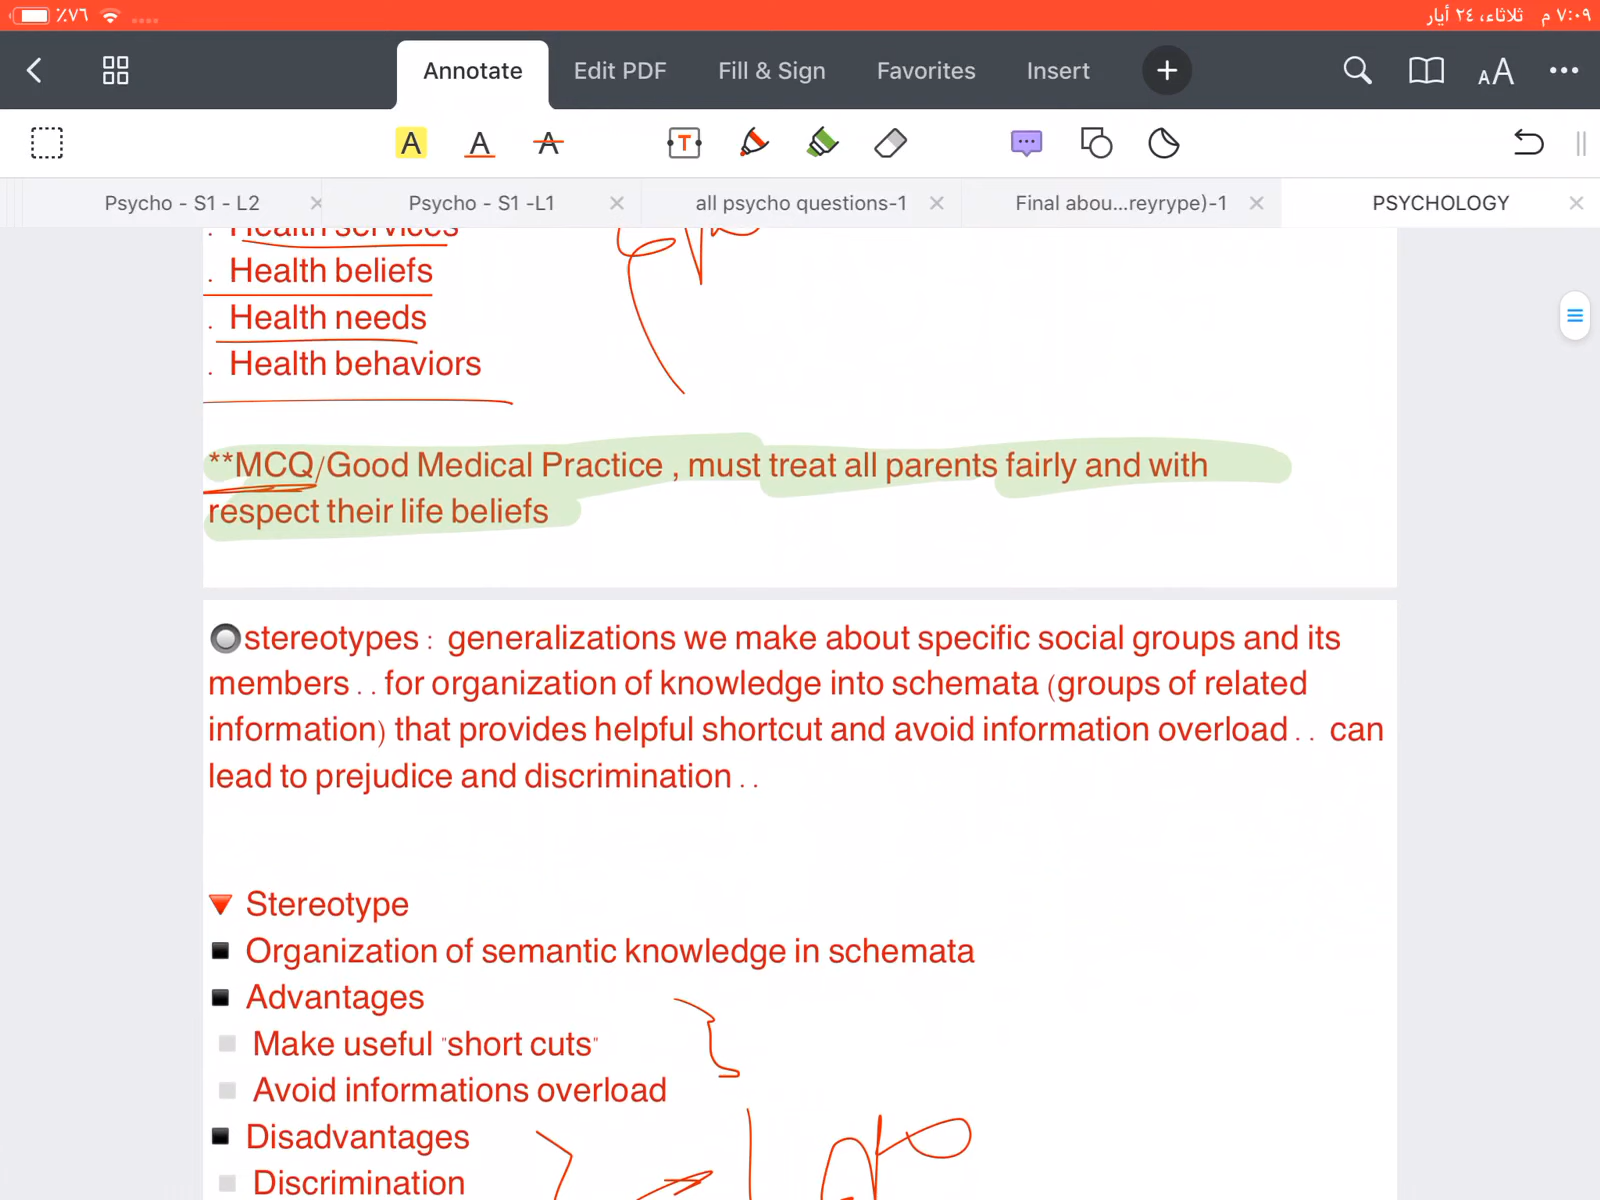 ٪٧٦
٧:٠٩ م ثلاثاء، ٢٤ أيار
Annotate Edit PDF Fill & Sign Favorites Insert
A A A T AA
Psycho - S1 - L2 Psycho - S1 -L1 all psycho questions-1 Final abou...reyrype)-1 PSYCHOLOGY
. Health services
. Health beliefs
. Health needs
. Health behaviors
**MCQ/Good Medical Practice , must treat all parents fairly and with
respect their life beliefs
stereotypes : generalizations we make about specific social groups and its
members . . for organization of knowledge into schemata (groups of related
information) that provides helpful shortcut and avoid information overload . . can
lead to prejudice and discrimination . .
Stereotype
Organization of semantic knowledge in schemata
Advantages
Make useful "short cuts"
Avoid informations overload
Disadvantages
Discrimination